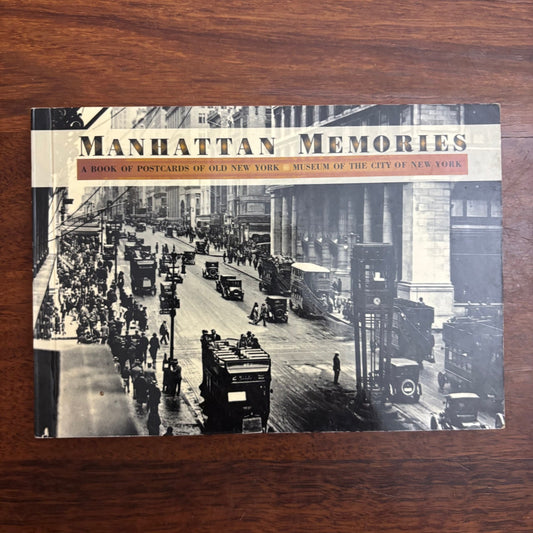 MANHATTAN MEMORIES
A BOOK OF POSTCARDS OF OLD NEW YORK MUSEUM OF THE CITY OF NEW YORK